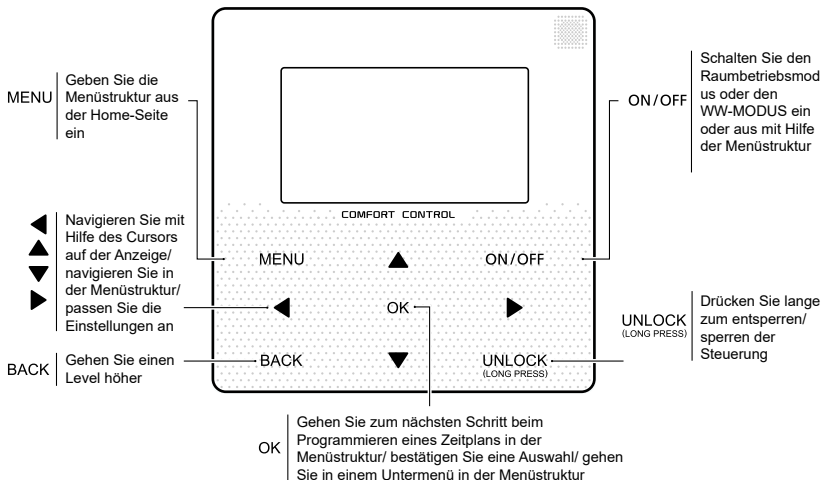 MENU
Geben Sie die
Menüstruktur aus
der Home-Seite
ein
ON/OFF
Schalten Sie den
Raumbetriebsmod
us oder den
WW-MODUS ein
oder aus mit Hilfe
der Menüstruktur
COMFORT CONTROL
Navigieren Sie mit
Hilfe des Cursors
auf der Anzeige/
navigieren Sie in
der Menüstruktur/
passen Sie die
Einstellungen an
MENU
ON/OFF
OK
BACK
UNLOCK
(LONG PRESS)
UNLOCK
(LONG PRESS)
Drücken Sie lange
zum entsperren/
sperren der
Steuerung
BACK
Gehen Sie einen
Level höher
OK
Gehen Sie zum nächsten Schritt beim
Programmieren eines Zeitplans in der
Menüstruktur/ bestätigen Sie eine Auswahl/ gehen
Sie in einem Untermenü in der Menüstruktur